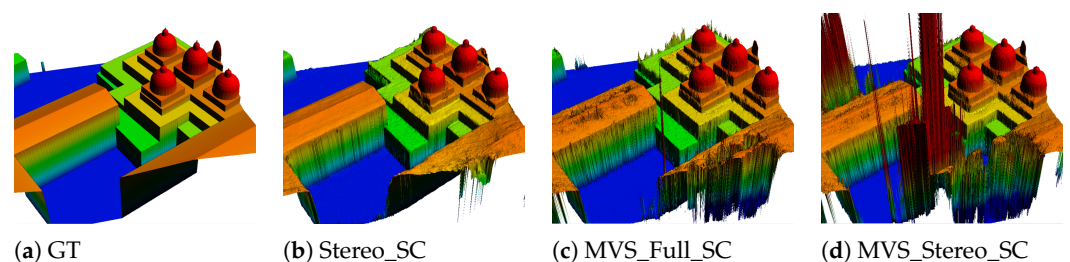 (a) GT
(b) Stereo_SC
(c) MVS_Full_SC
(d) MVS_Stereo_SC